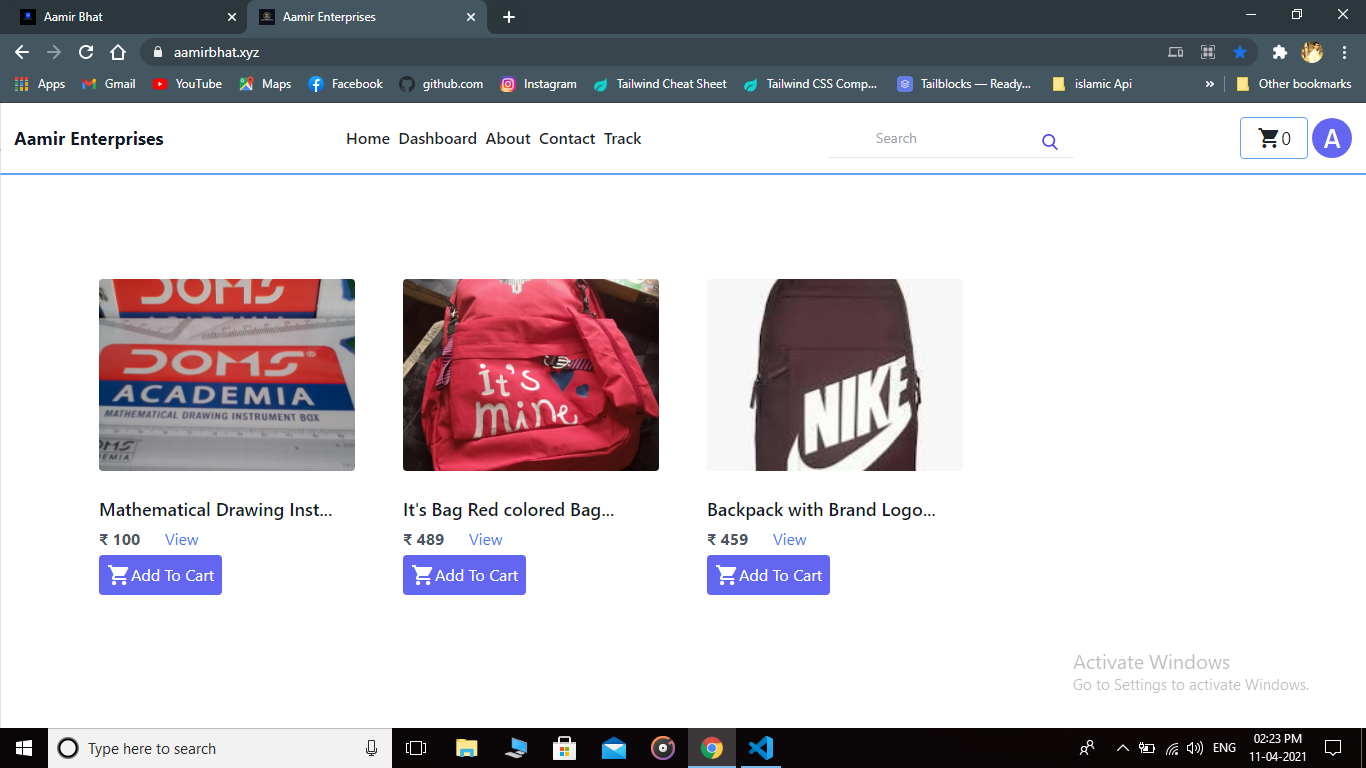 Aamir Bhat
Aamir Enterprises
aamirbhat.xyz
Apps Gmail YouTube Maps Facebook github.com Instagram Tailwind Cheat Sheet Tailwind CSS Comp... Tailblocks — Ready... islamic Api » Other bookmarks
Aamir Enterprises
Home Dashboard About Contact Track
Search
0
A
DOMS
ACADEMIA
DOMS®
ACADEMIA
MATHEMATICAL DRAWING INSTRUMENT BOX
it's
mine
NIKE
Mathematical Drawing Inst...
₹ 100 View
Add To Cart
It's Bag Red colored Bag...
₹ 489 View
Add To Cart
Backpack with Brand Logo...
₹ 459 View
Add To Cart
Activate Windows
Go to Settings to activate Windows.
Type here to search
ENG
02:23 PM
11-04-2021